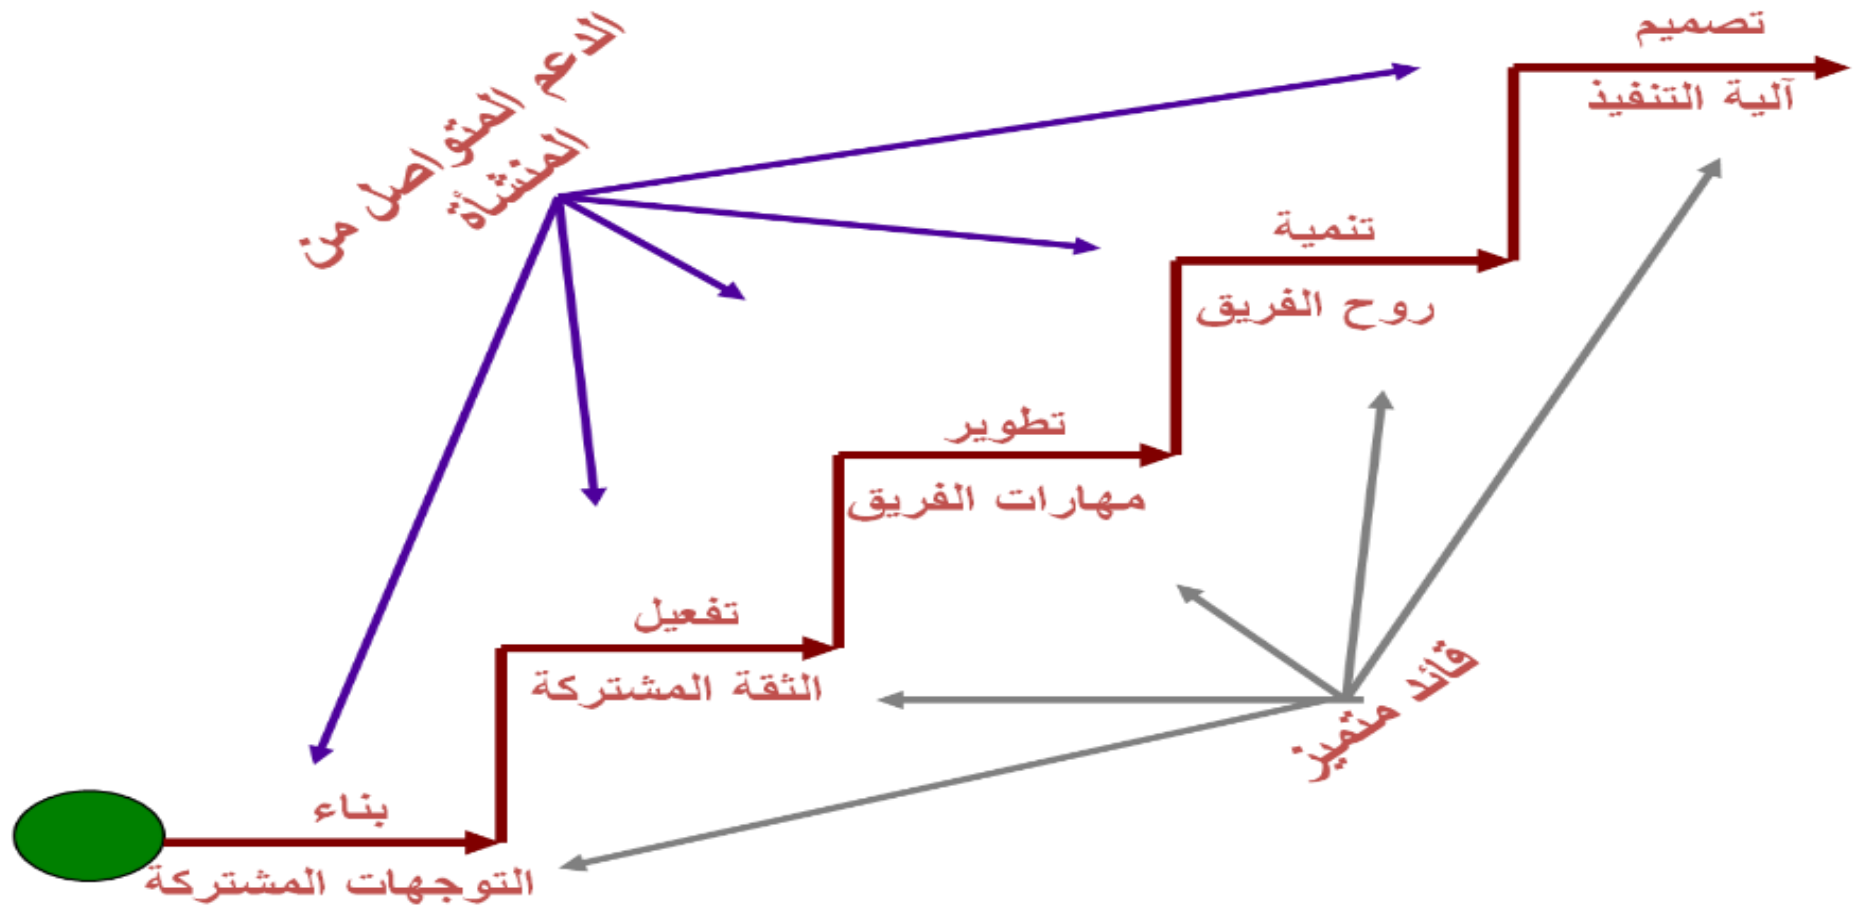 تصميم
آلية التنفيذ
الدعم المتواصل من
المنشأة
تنمية
روح الفريق
تطوير
مهارات الفريق
تفعيل
الثقة المشتركة
قائد متميز
بناء
التوجهات المشتركة